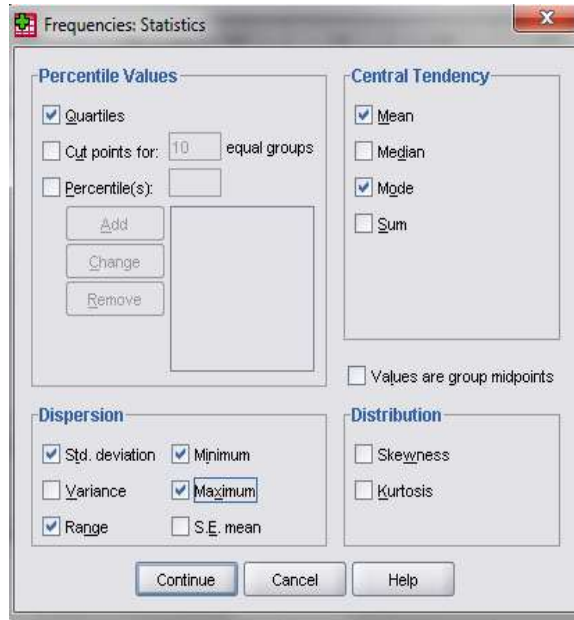 Frequencies: Statistics
Percentile Values
Quartiles
Cut points for: 10 equal groups
Percentile(s):
Add
Change
Remove
Central Tendency
Mean
Median
Mode
Sum
Values are group midpoints
Dispersion
Std. deviation Minimum
Variance Maximum
Range S.E. mean
Distribution
Skewness
Kurtosis
Continue Cancel Help